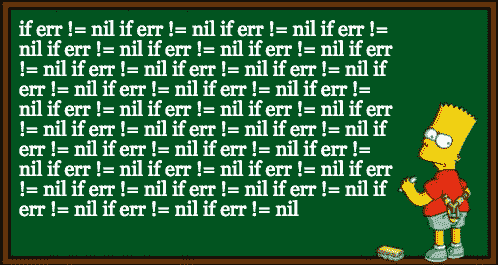 if err != nil if err != nil if err != nil if err !=
nil if err != nil if err != nil if err != nil if err
!= nil if err != nil if err != nil if err != nil if
err != nil if err != nil if err != nil if err !=
nil if err != nil if err != nil if err != nil if err
!= nil if err != nil if err != nil if err != nil if
err != nil if err != nil if err != nil if err !=
nil if err != nil if err != nil if err != nil if err
!= nil if err != nil if err != nil if err != nil if
err != nil if err != nil if err != nil